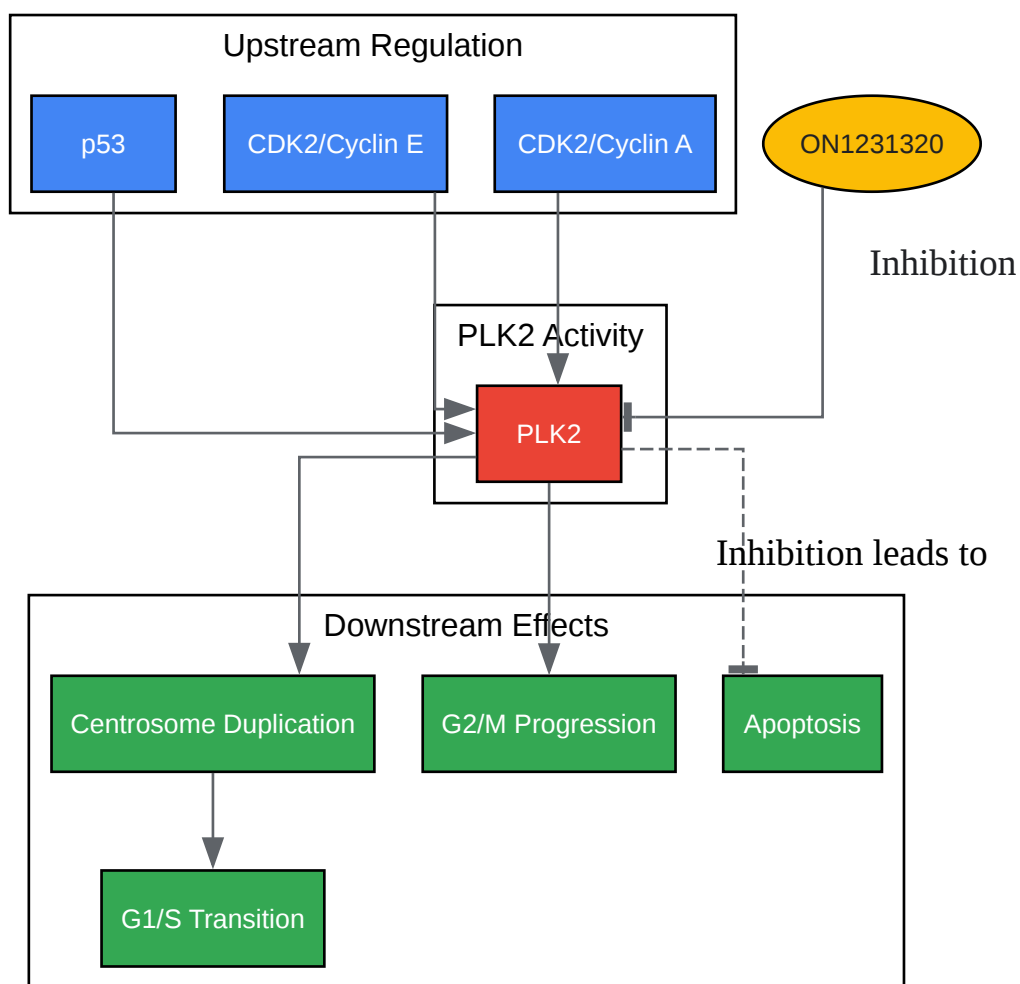 Upstream Regulation
p53
CDK2/Cyclin E
CDK2/Cyclin A
ON1231320
Inhibition
PLK2 Activity
PLK2
Inhibition leads to
Downstream Effects
Centrosome Duplication
G2/M Progression
Apoptosis
G1/S Transition